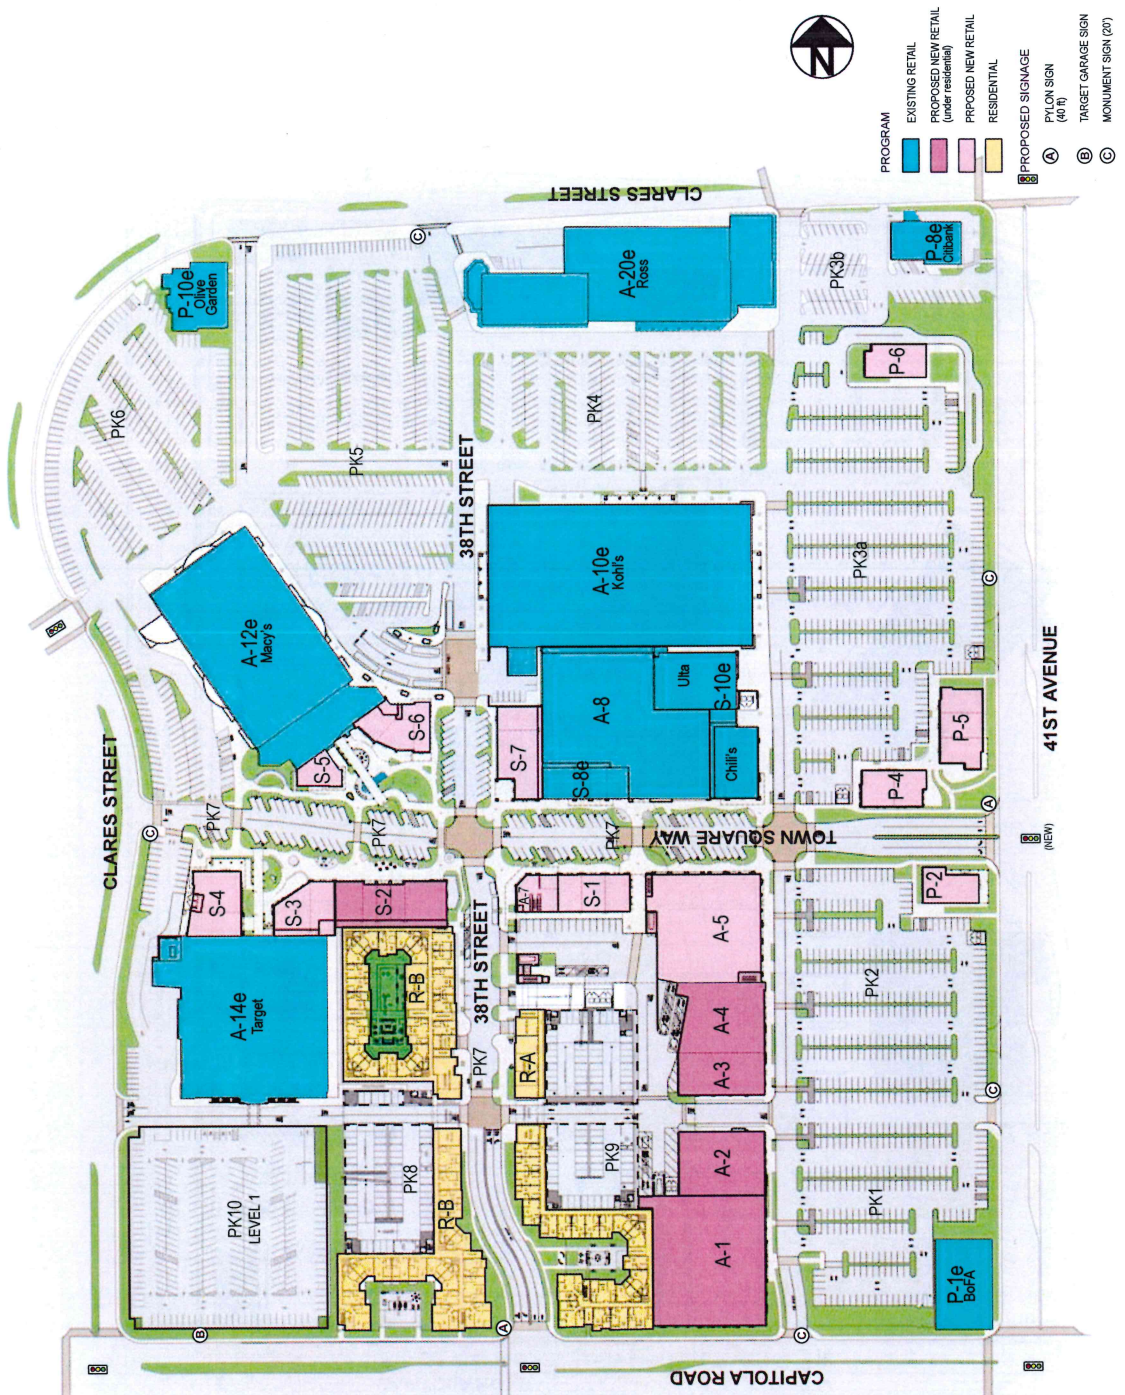 N
PROGRAM
EXISTING RETAIL
PROPOSED NEW RETAIL
(under residential)
PRPOSED NEW RETAIL
RESIDENTIAL
PROPOSED SIGNAGE
A PYLON SIGN
(40 ft)
B TARGET GARAGE SIGN
C MONUMENT SIGN (20')
CLARES STREET
CLARES STREET
38TH STREET
38TH STREET
TOWN SQUARE WAY
41ST AVENUE
CAPITOLA ROAD
(NEW)
P-10e
Olive
Garden
PK6
PK5
C
A-20e
Ross
PK3b
P-8e
Citibank
P-6
PK4
A-12e
Macy's
A-10e
Kohl's
PK3a
C
S-6
S-5
S-7
A-8
Ulta
S-10e
S-8e
Chill's
P-5
P-4
A
C
PK7
PK7
PK7
S-4
S-3
S-2
A-7
S-1
A-5
P-2
A-14e
Target
R-B
PK7
R-A
A-4
A-3
PK2
C
PK10
LEVEL 1
PK8
R-B
PK9
A-2
A-1
PK1
P-1e
BoFA
B
A
C